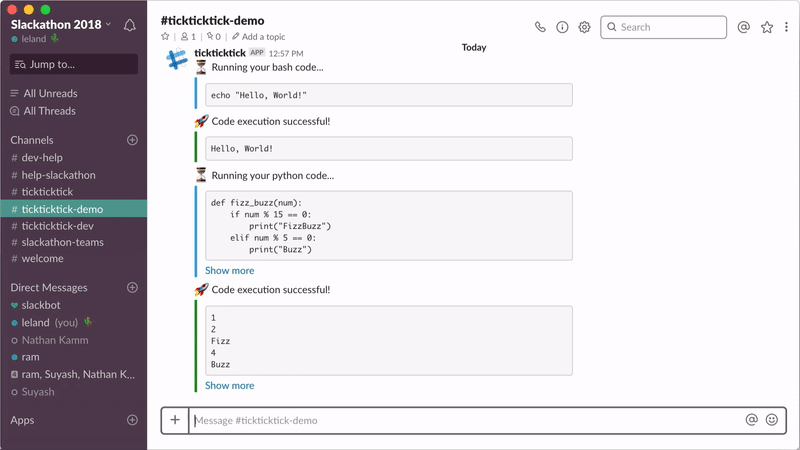 Slackathon 2018
leland
Jump to...
All Unreads
All Threads
Channels
# dev-help
# help-slackathon
# tickticktick
# tickticktick-demo
# tickticktick-dev
# slackathon-teams
# welcome
Direct Messages
slackbot
leland (you)
Nathan Kamm
ram
4 ram, Suyash, Nathan K...
Suyash
Apps
#tickticktick-demo
1
0
Add a topic
Search
Today
tickticktick APP 12:57 PM
Running your bash code...
echo "Hello, World!"
Code execution successful!
Hello, World!
Running your python code...
def fizz_buzz(num):
    if num % 15 == 0:
        print("FizzBuzz")
    elif num % 5 == 0:
        print("Buzz")
Show more
Code execution successful!
1
2
Fizz
4
Buzz
Show more
Message #tickticktick-demo